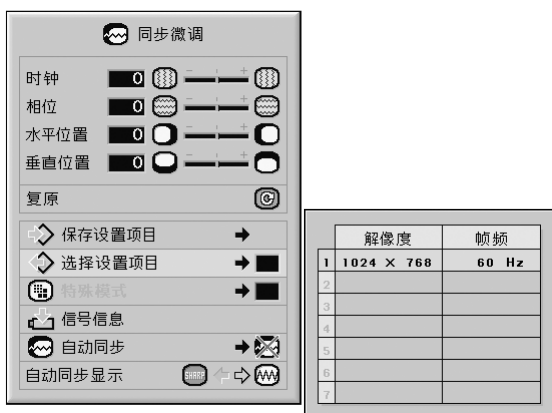 同步微调
时钟 0 - +
相位 0 - +
水平位置 0 - +
垂直位置 0 - +
复原
保存设置项目
选择设置项目
特殊模式
信号信息
自动同步
自动同步显示 SHARP
解像度 帧频
1 1024 × 768 60 Hz
2
3
4
5
6
7